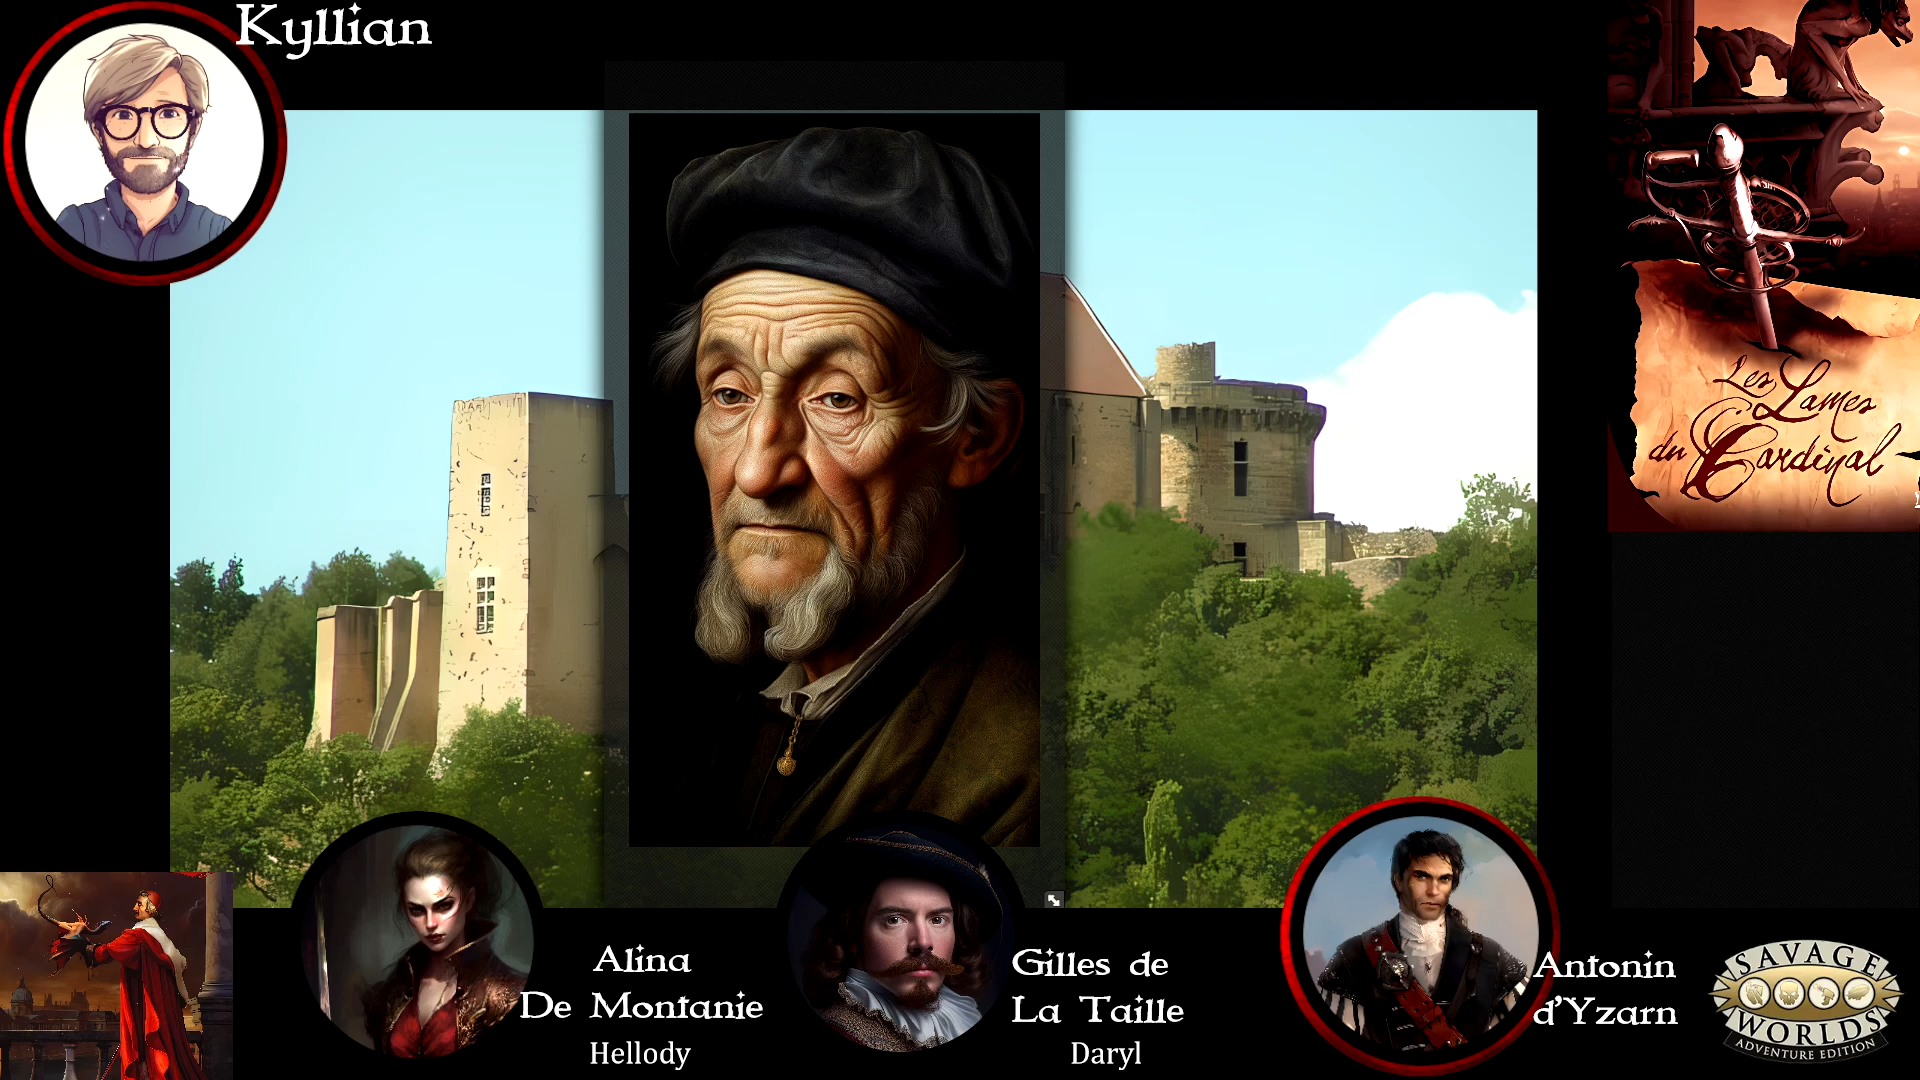 Kyllian
Les Lames
du Cardinal
Alina
De Montanie
Hellody
Gilles de
La Taille
Daryl
Antonin
d'Yzarn
SAVAGE
WORLDS
ADVENTURE EDITION